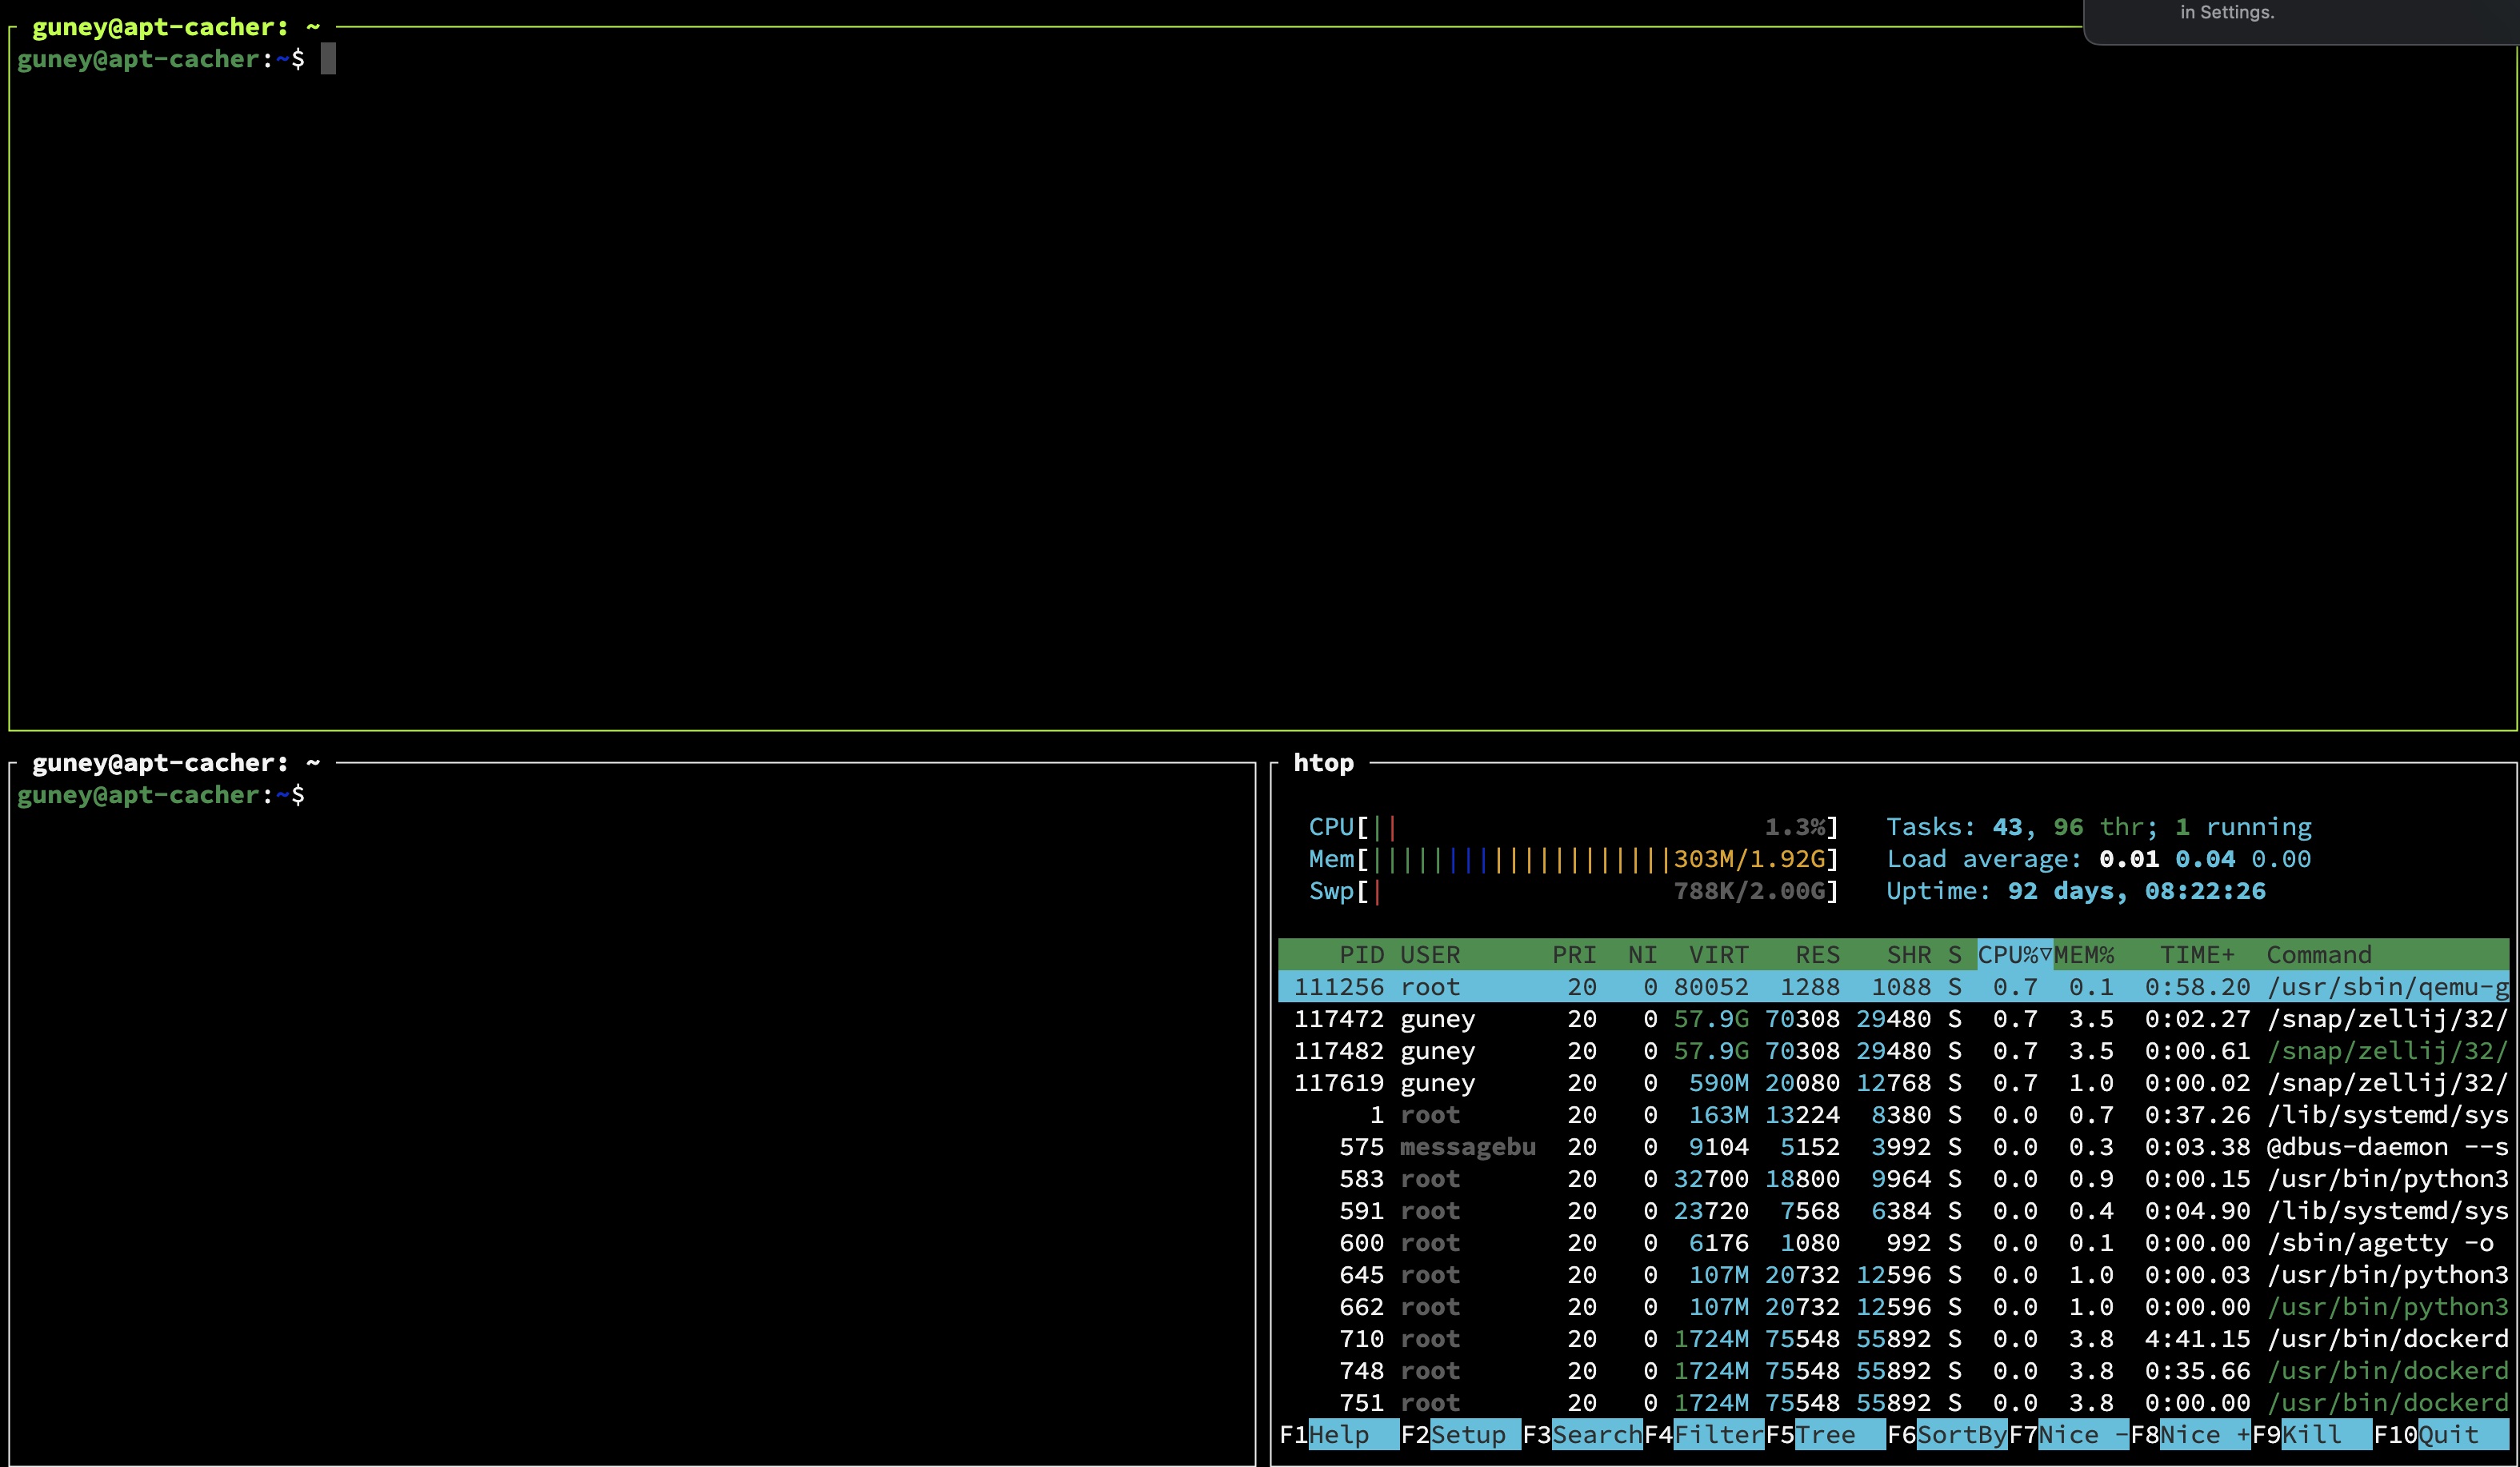 in Settings.
guney@apt-cacher: ~
guney@apt-cacher:~$
guney@apt-cacher: ~
guney@apt-cacher:~$
htop
CPU[|| 1.3%] Tasks: 43, 96 thr; 1 running
Mem[||||||||||||||||||||303M/1.92G] Load average: 0.01 0.04 0.00
Swp[| 788K/2.00G] Uptime: 92 days, 08:22:26
PID USER PRI NI VIRT RES SHR S CPU%▽MEM% TIME+ Command
111256 root 20 0 80052 1288 1088 S 0.7 0.1 0:58.20 /usr/sbin/qemu-g
117472 guney 20 0 57.9G 70308 29480 S 0.7 3.5 0:02.27 /snap/zellij/32/
117482 guney 20 0 57.9G 70308 29480 S 0.7 3.5 0:00.61 /snap/zellij/32/
117619 guney 20 0 590M 20080 12768 S 0.7 1.0 0:00.02 /snap/zellij/32/
1 root 20 0 163M 13224 8380 S 0.0 0.7 0:37.26 /lib/systemd/sys
575 messagebu 20 0 9104 5152 3992 S 0.0 0.3 0:03.38 @dbus-daemon --s
583 root 20 0 32700 18800 9964 S 0.0 0.9 0:00.15 /usr/bin/python3
591 root 20 0 23720 7568 6384 S 0.0 0.4 0:04.90 /lib/systemd/sys
600 root 20 0 6176 1080 992 S 0.0 0.1 0:00.00 /sbin/agetty -o
645 root 20 0 107M 20732 12596 S 0.0 1.0 0:00.03 /usr/bin/python3
662 root 20 0 107M 20732 12596 S 0.0 1.0 0:00.00 /usr/bin/python3
710 root 20 0 1724M 75548 55892 S 0.0 3.8 4:41.15 /usr/bin/dockerd
748 root 20 0 1724M 75548 55892 S 0.0 3.8 0:35.66 /usr/bin/dockerd
751 root 20 0 1724M 75548 55892 S 0.0 3.8 0:00.00 /usr/bin/dockerd
F1Help F2Setup F3SearchF4FilterF5Tree F6SortByF7Nice -F8Nice +F9Kill F10Quit